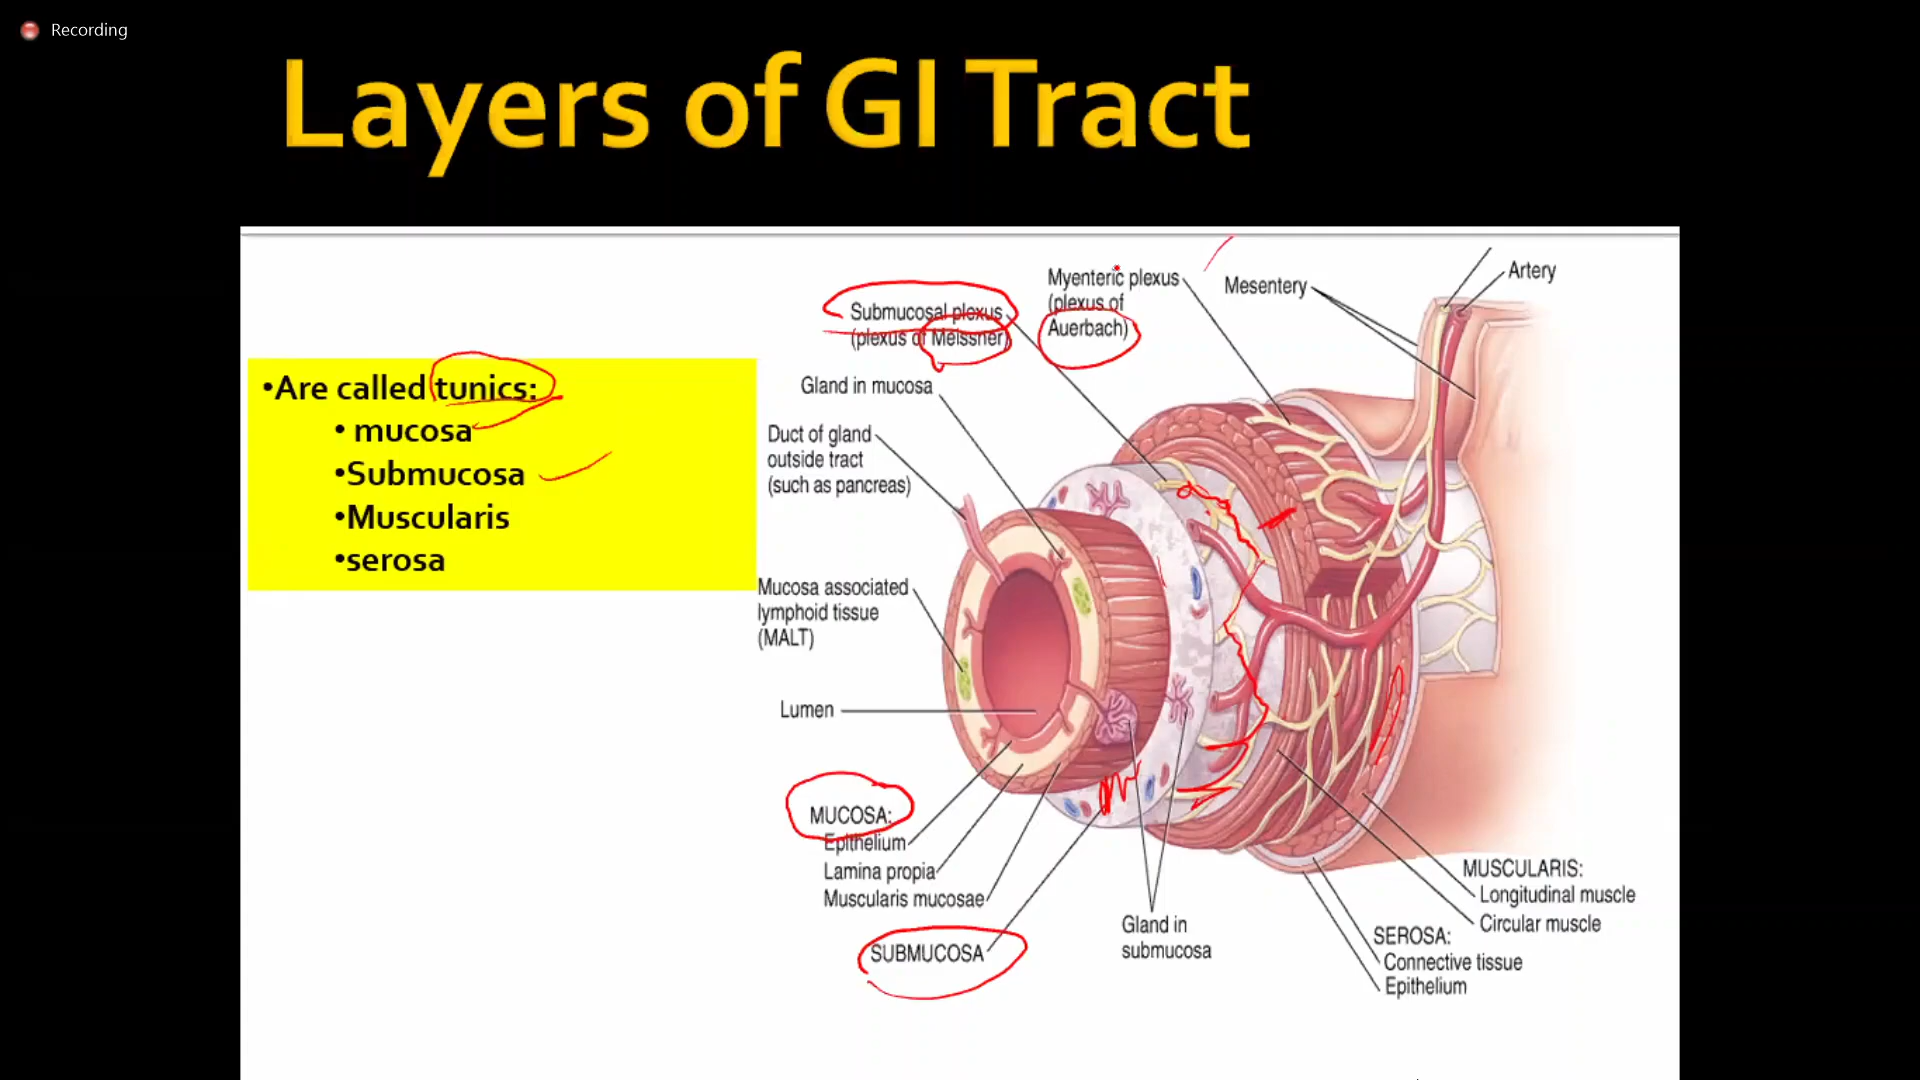 Recording
Layers of GI Tract
•Are called tunics:
• mucosa
•Submucosa
•Muscularis
•serosa
Submucosal plexus
(plexus of Meissner)
Myenteric plexus
(plexus of
Auerbach)
Mesentery
Artery
Gland in mucosa
Duct of gland
outside tract
(such as pancreas)
Mucosa associated
lymphoid tissue
(MALT)
Lumen
MUCOSA:
Epithelium
Lamina propia
Muscularis mucosae
SUBMUCOSA
Gland in
submucosa
MUSCULARIS:
Longitudinal muscle
Circular muscle
SEROSA:
Connective tissue
Epithelium